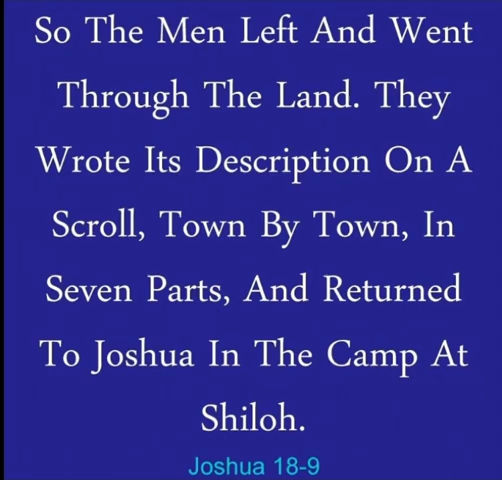 So The Men Left And Went
Through The Land. They
Wrote Its Description On A
Scroll, Town By Town, In
Seven Parts, And Returned
To Joshua In The Camp At
Shiloh.
Joshua 18-9